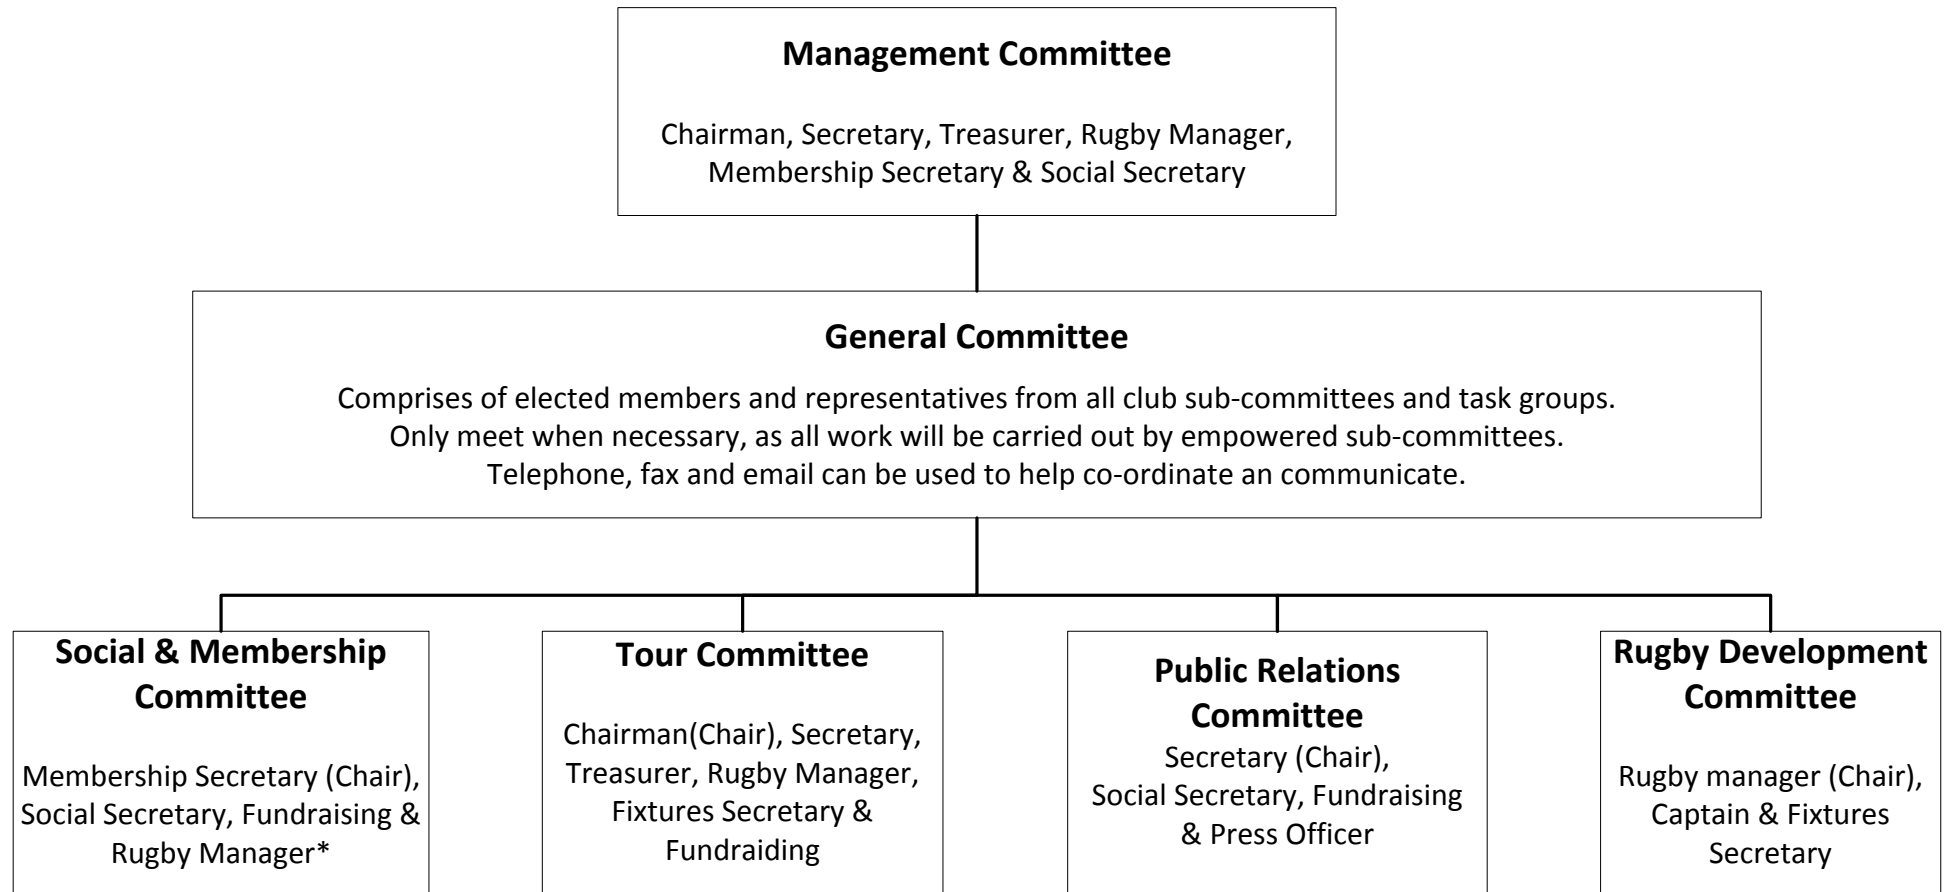 Management Committee
Chairman, Secretary, Treasurer, Rugby Manager,
Membership Secretary & Social Secretary
General Committee
Comprises of elected members and representatives from all club sub-committees and task groups.
Only meet when necessary, as all work will be carried out by empowered sub-committees.
Telephone, fax and email can be used to help co-ordinate an communicate.
Social & Membership
Committee
Membership Secretary (Chair),
Social Secretary, Fundraising &
Rugby Manager*
Tour Committee
Chairman(Chair), Secretary,
Treasurer, Rugby Manager,
Fixtures Secretary &
Fundraiding
Public Relations
Committee
Secretary (Chair),
Social Secretary, Fundraising
& Press Officer
Rugby Development
Committee
Rugby manager (Chair),
Captain & Fixtures
Secretary